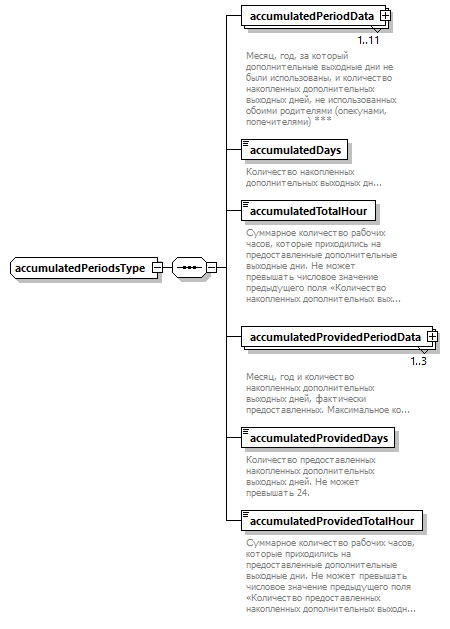 accumulatedPeriodData
1..11
Месяц, год, за который
дополнительные выходные дни не
были использованы, и количество
накопленных дополнительных
выходных дней, не использованных
обоими родителями (опекунами,
попечителями) ***
accumulatedDays
Количество накопленных
дополнительных выходных дн...
accumulatedTotalHour
Суммарное количество рабочих
часов, которые приходились на
предоставленные дополнительные
выходные дни. Не может
превышать числовое значение
предыдущего поля «Количество
накопленных дополнительных вых...
accumulatedPeriodsType
accumulatedProvidedPeriodData
1..3
Месяц, год и количество
накопленных дополнительных
выходных дней, фактически
предоставленных. Максимальное ко...
accumulatedProvidedDays
Количество предоставленных
накопленных дополнительных
выходных дней. Не может
превышать 24.
accumulatedProvidedTotalHour
Суммарное количество рабочих часов,
которые приходились на
предоставленные дополнительные
выходные дни. Не может превышать
числовое значение предыдущего поля
«Количество предоставленных
накопленных дополнительных выходн...